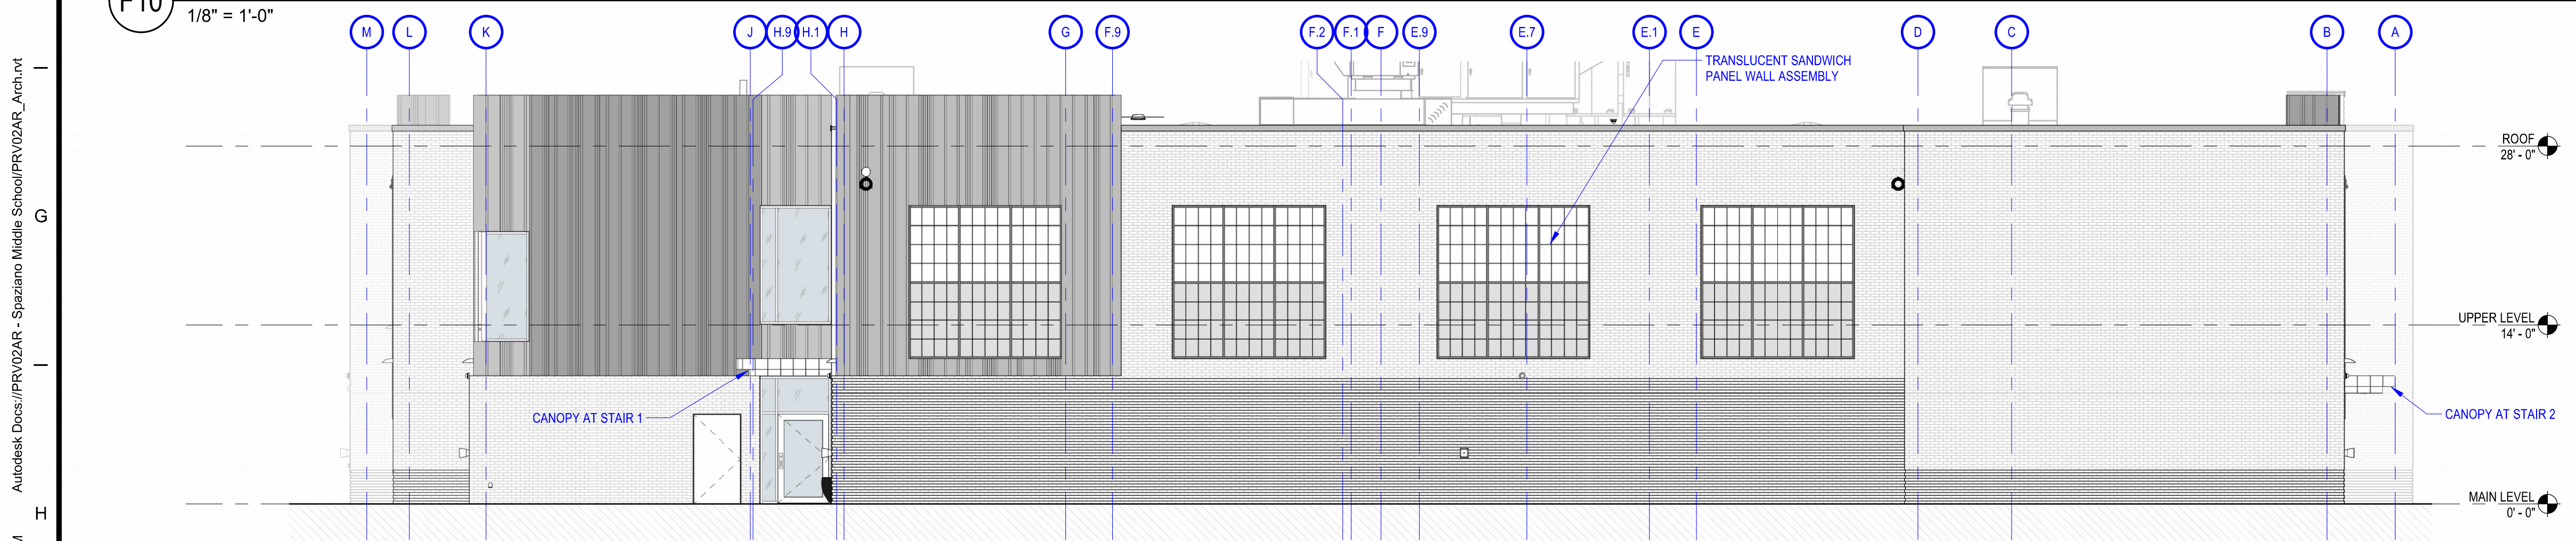 F10
1/8" = 1'-0"
M L K J H.9 H.1 H G F.9 F.2 F.1 F E.9 E.7 E.1 E D C B A
TRANSLUCENT SANDWICH
PANEL WALL ASSEMBLY
ROOF
28' - 0"
G
UPPER LEVEL
14' - 0"
CANOPY AT STAIR 1
CANOPY AT STAIR 2
MAIN LEVEL
0' - 0"
H
Autodesk Docs://PRV02AR - Spaziano Middle School/PRV02AR_Arch.rvt
M